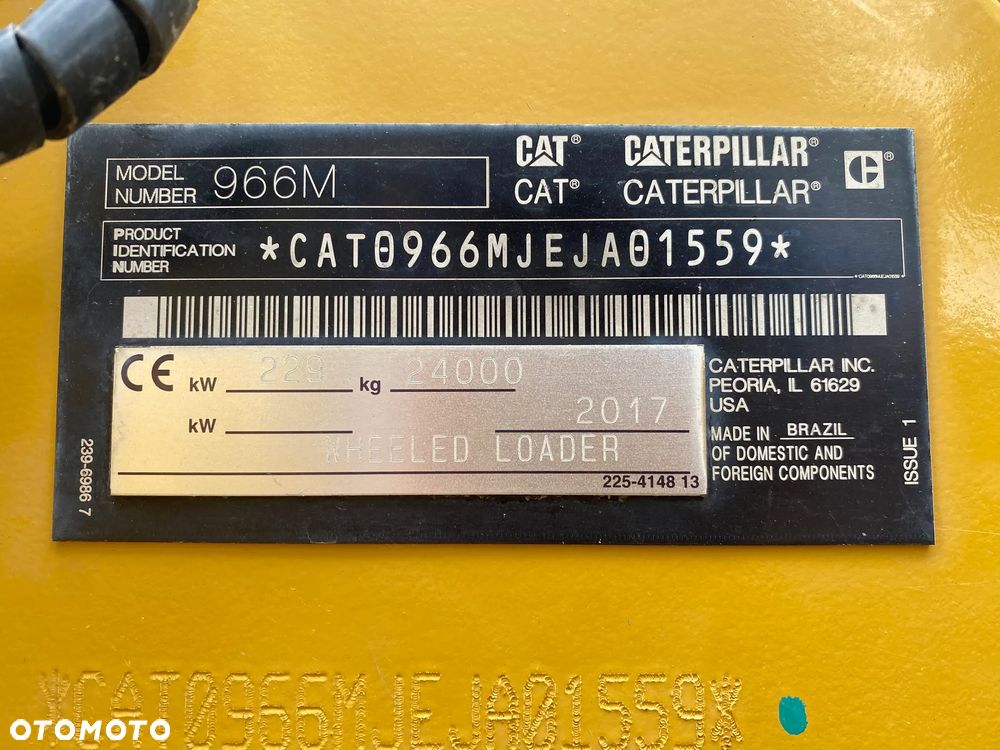 MODEL NUMBER 966M
CAT® CATERPILLAR® ®
CAT® CATERPILLAR®
PRODUCT IDENTIFICATION NUMBER *CAT0966MJEJA01559*
*CAT0966MJEJA01559*
CE kW 229 kg 24000
kW 2017
WHEELED LOADER
225-4148 13
CATERPILLAR INC.
PEORIA, IL 61629
USA
MADE IN BRAZIL
OF DOMESTIC AND
FOREIGN COMPONENTS
239-6986 7
ISSUE 1
*CAT0966MJEJA01559*
OTOMOTO